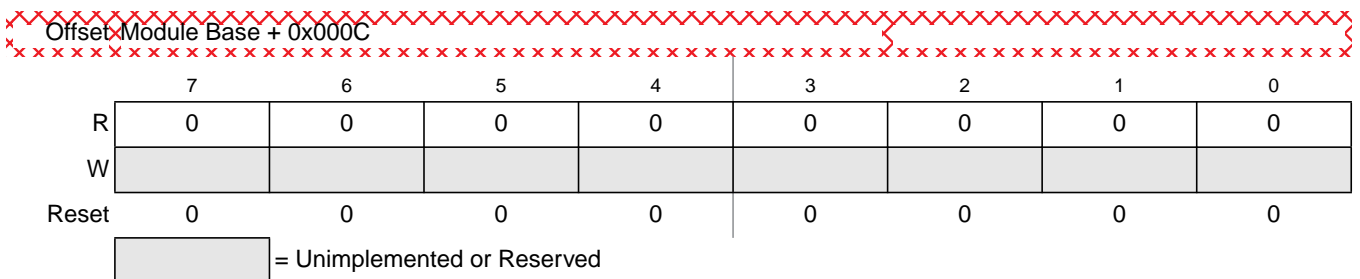 Offset Module Base + 0x000C
7 6 5 4 3 2 1 0
R 0 0 0 0 0 0 0 0
W
Reset 0 0 0 0 0 0 0 0
= Unimplemented or Reserved